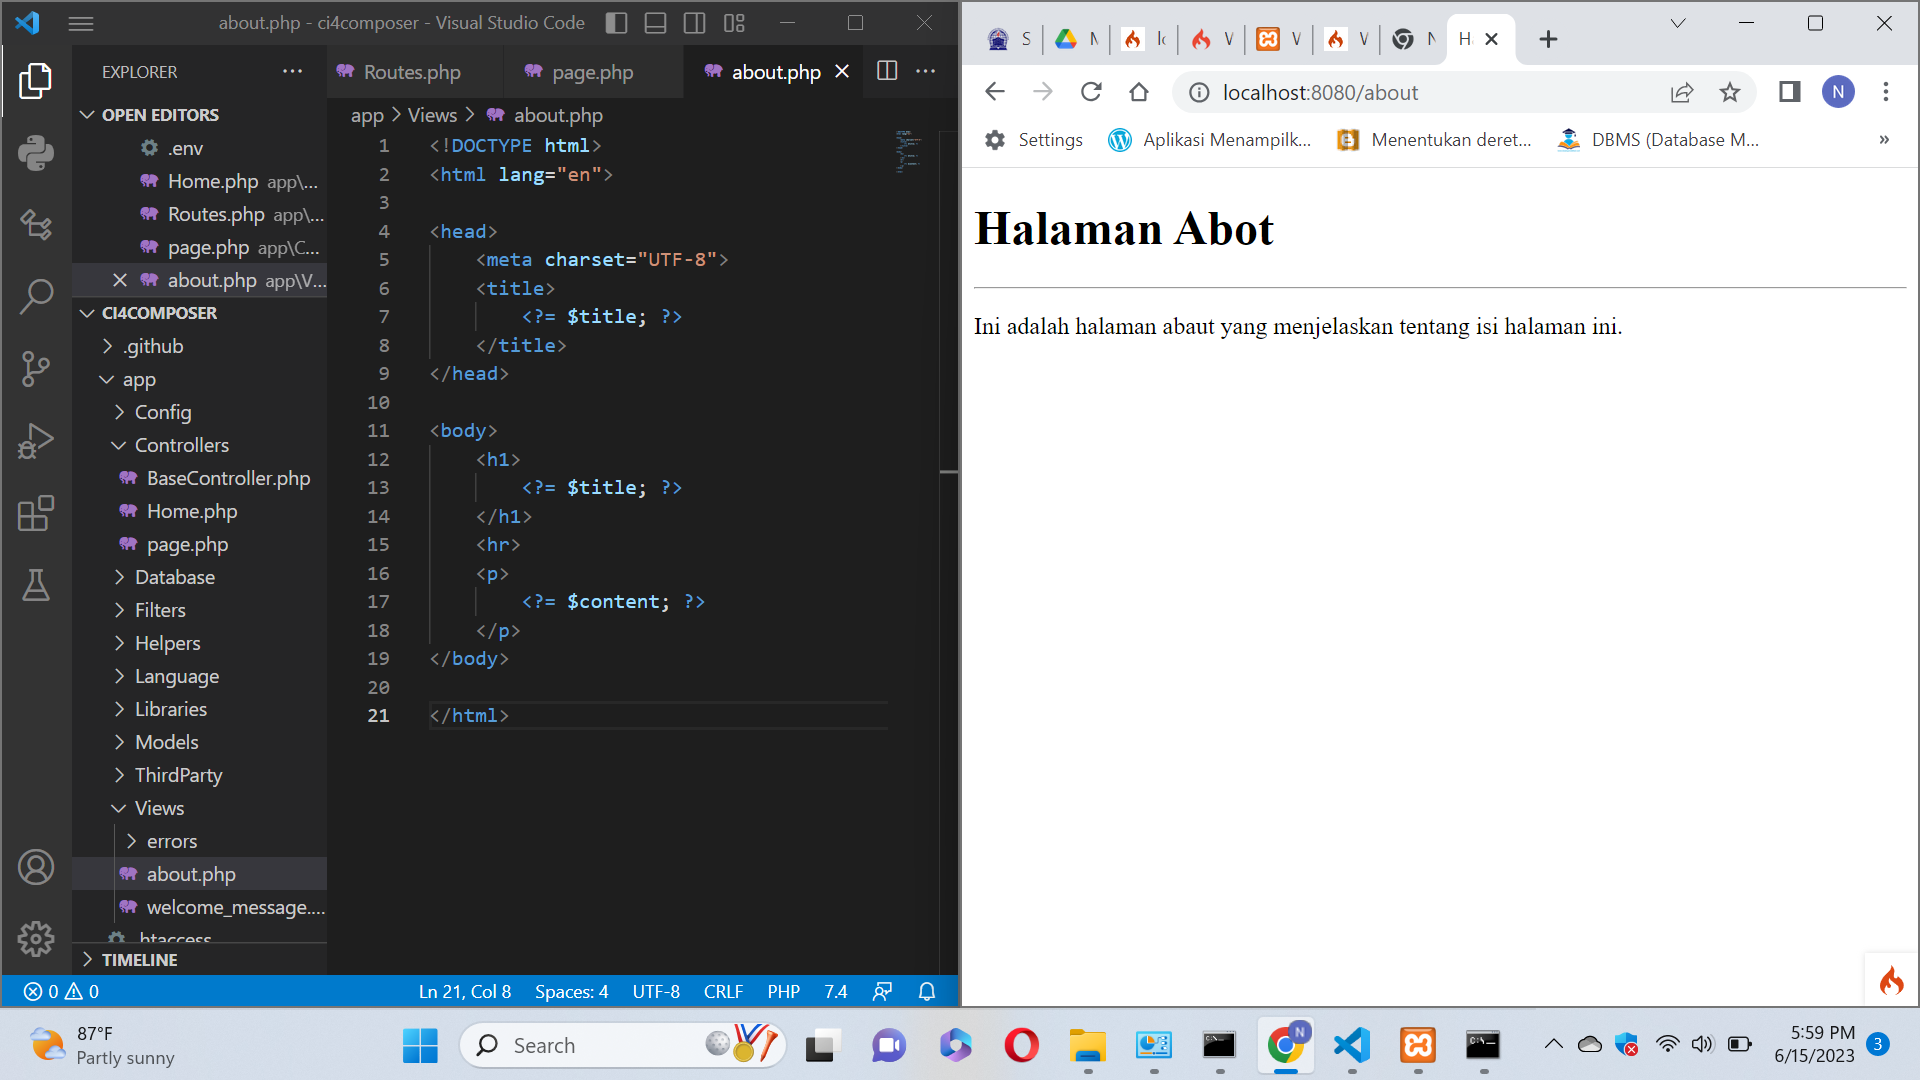 about.php - ci4composer - Visual Studio Code
EXPLORER
OPEN EDITORS
.env
Home.php app\...
Routes.php app\...
page.php app\C...
about.php app\V...
CI4COMPOSER
.github
app
Config
Controllers
BaseController.php
Home.php
page.php
Database
Filters
Helpers
Language
Libraries
Models
ThirdParty
Views
errors
about.php
welcome_message....
.htaccess
TIMELINE
Routes.php
page.php
about.php
app > Views > about.php
1 <!DOCTYPE html>
2 <html lang="en">
3
4 <head>
5 <meta charset="UTF-8">
6 <title>
7 <?= $title; ?>
8 </title>
9 </head>
10
11 <body>
12 <h1>
13 <?= $title; ?>
14 </h1>
15 <hr>
16 <p>
17 <?= $content; ?>
18 </p>
19 </body>
20
21 </html>
0 0
Ln 21, Col 8 Spaces: 4 UTF-8 CRLF PHP 7.4
localhost:8080/about
N
Settings Aplikasi Menampilk... Menentukan deret... DBMS (Database M... »
Halaman Abot
Ini adalah halaman abaut yang menjelaskan tentang isi halaman ini.
87°F
Partly sunny
Search
N
5:59 PM
6/15/2023
3